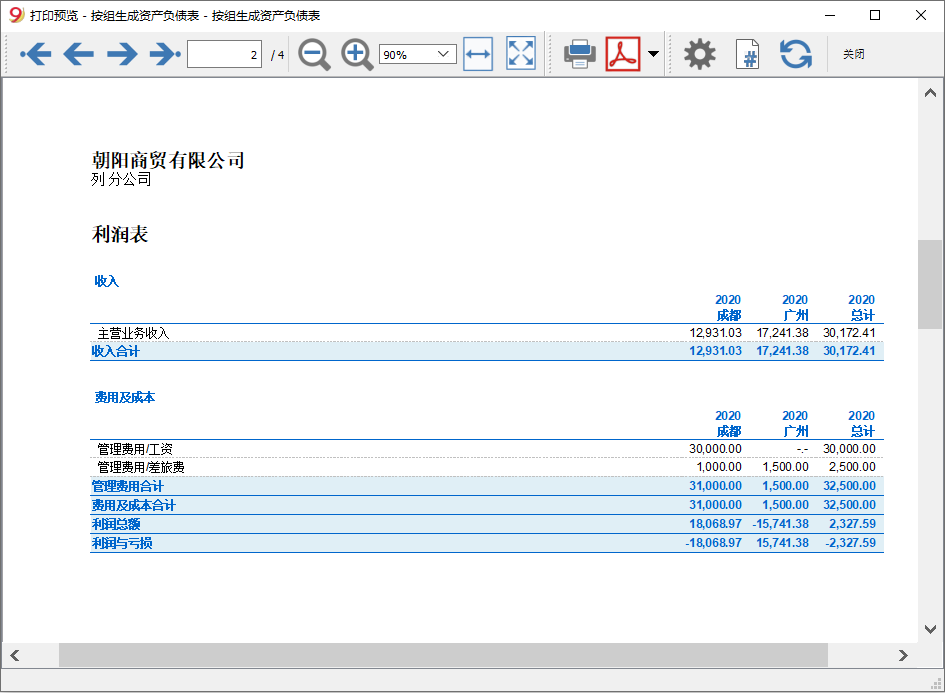 打印预览 - 按组生成资产负债表 - 按组生成资产负债表
2 / 4 90% # 关闭
朝阳商贸有限公司
列 分公司
利润表
收入
2020 2020 2020
成都 广州 总计
主营业务收入 12,931.03 17,241.38 30,172.41
收入合计 12,931.03 17,241.38 30,172.41
费用及成本
2020 2020 2020
成都 广州 总计
管理费用/工资 30,000.00 -.- 30,000.00
管理费用/差旅费 1,000.00 1,500.00 2,500.00
管理费用合计 31,000.00 1,500.00 32,500.00
费用及成本合计 31,000.00 1,500.00 32,500.00
利润总额 18,068.97 -15,741.38 2,327.59
利润与亏损 -18,068.97 15,741.38 -2,327.59